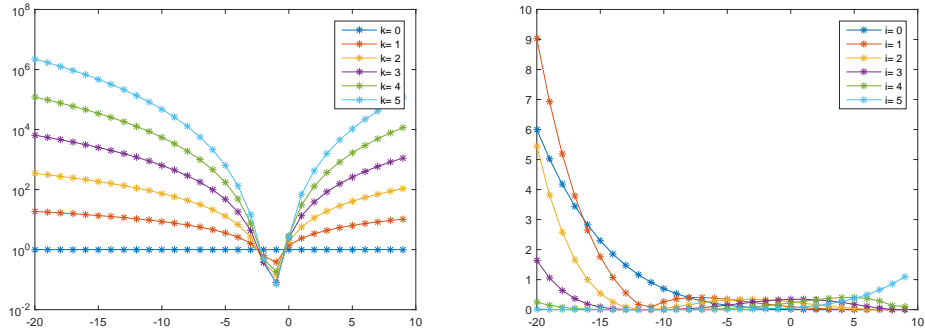 10^8
10^6
10^4
10^2
10^0
10^-2
-20 -15 -10 -5 0 5 10
k= 0
k= 1
k= 2
k= 3
k= 4
k= 5
10
9
8
7
6
5
4
3
2
1
0
-20 -15 -10 -5 0 5 10
i= 0
i= 1
i= 2
i= 3
i= 4
i= 5